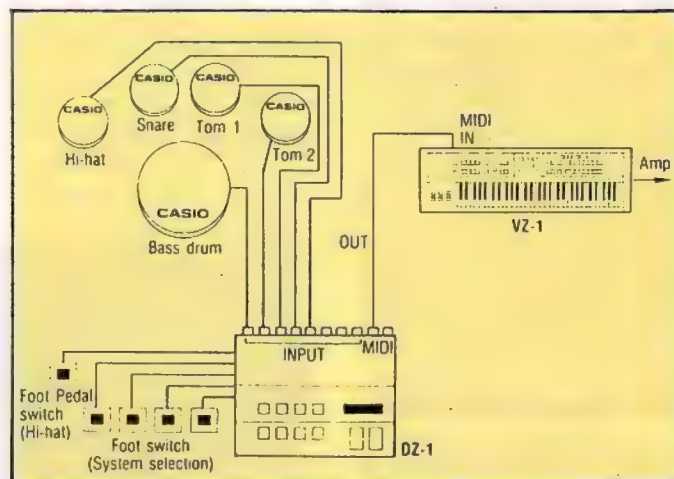 CASIO
Hi-hat
CASIO
Snare
CASIO
Tom 1
CASIO
Tom 2
CASIO
Bass drum
MIDI
IN
Amp
VZ-1
OUT
INPUT
MIDI
Foot Pedal
switch
(Hi-hat)
Foot switch
(System selection)
DZ-1